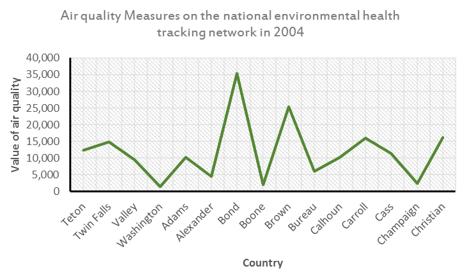 Air quality Measures on the national environmental health
tracking network in 2004
Value of air quality
40,000
35,000
30,000
25,000
20,000
15,000
10,000
5,000
0
Teton
Twin Falls
Valley
Washington
Adams
Alexander
Bond
Boone
Brown
Bureau
Calhoun
Carroll
Cass
Champaign
Christian
Country